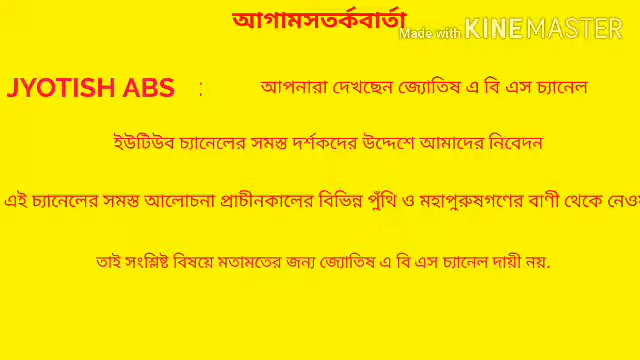 আগামসতর্কবার্তা
Made with KINEMASTER
JYOTISH ABS : আপনারা দেখছেন জ্যোতিষ এ বি এস চ্যানেল
ইউটিউব চ্যানেলের সমস্ত দর্শকদের উদ্দেশে আমাদের নিবেদন
এই চ্যানেলের সমস্ত আলোচনা প্রাচীনকালের বিভিন্ন পুঁথি ও মহাপুরুষগণের বাণী থেকে
তাই সংশ্লিষ্ট বিষয়ে মতামতের জন্য জ্যোতিষ এ বি এস চ্যানেল দায়ী নয়.